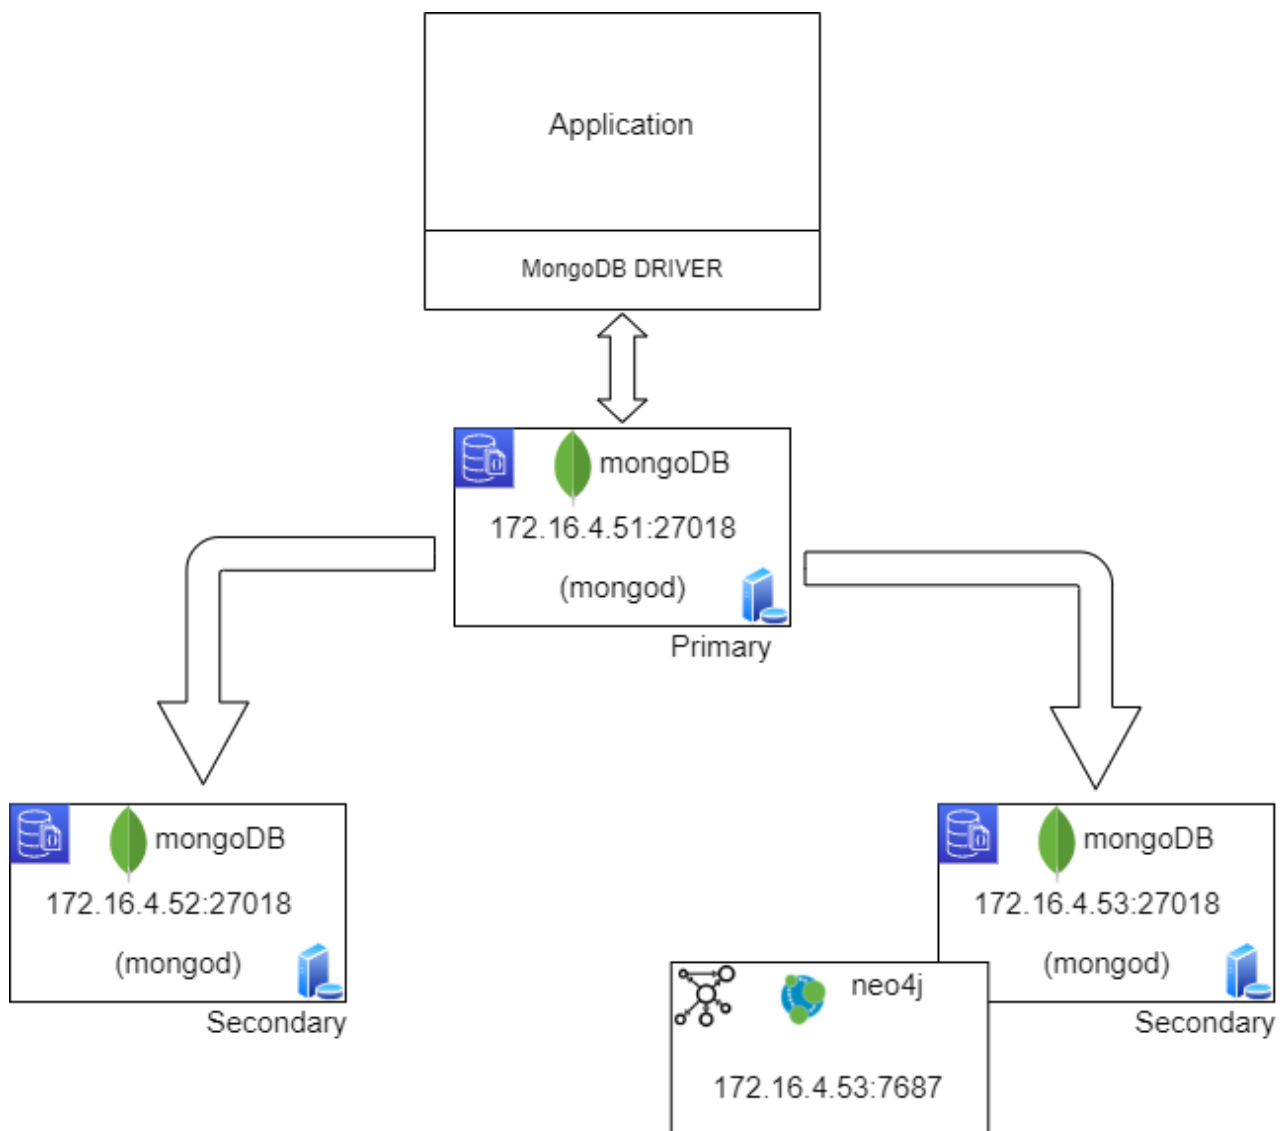 Application
MongoDB DRIVER
mongoDB
172.16.4.51:27018
(mongod)
Primary
mongoDB
172.16.4.52:27018
(mongod)
Secondary
mongoDB
172.16.4.53:27018
(mongod)
Secondary
neo4j
172.16.4.53:7687